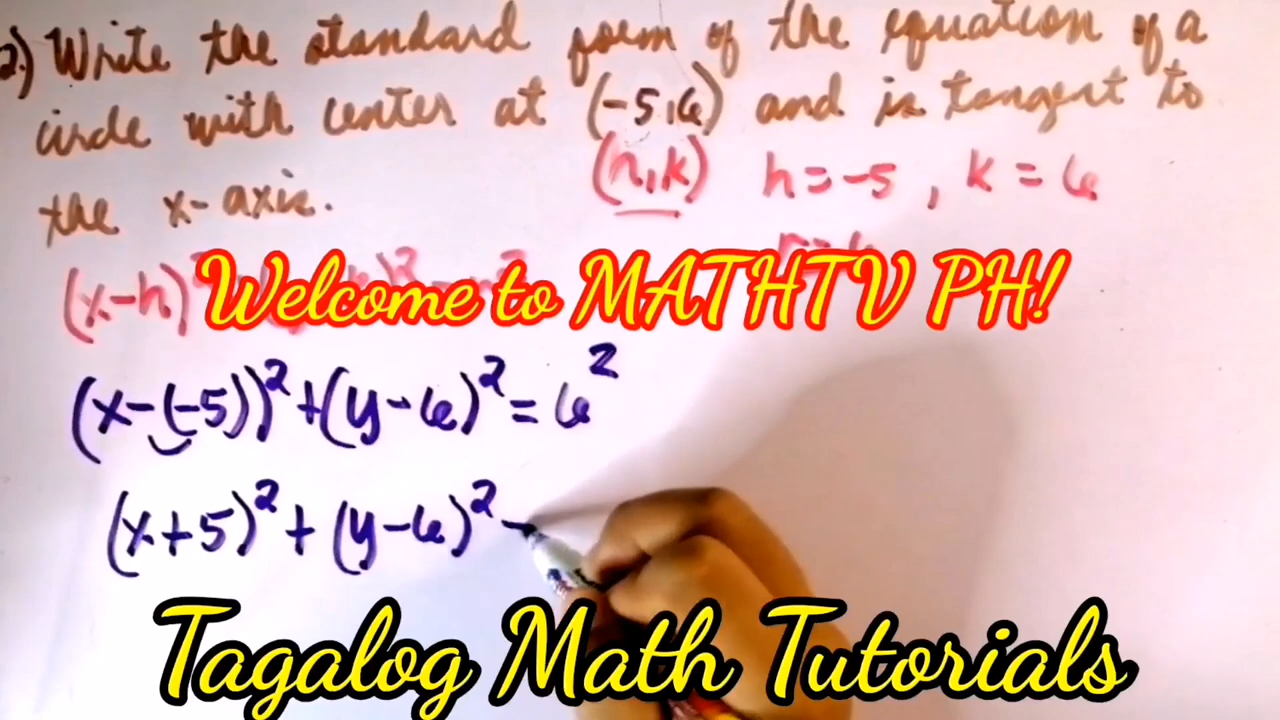 2.) Write the standard form of the equation of a
circle with center at (-5,6) and is tangent to
the x-axis.
(h,k) h=-5, k=6
(x-h)²
Welcome to MATHTV PH!
(x-(-5))²+(y-6)²=6²
(x+5)²+(y-6)²
Tagalog Math Tutorials